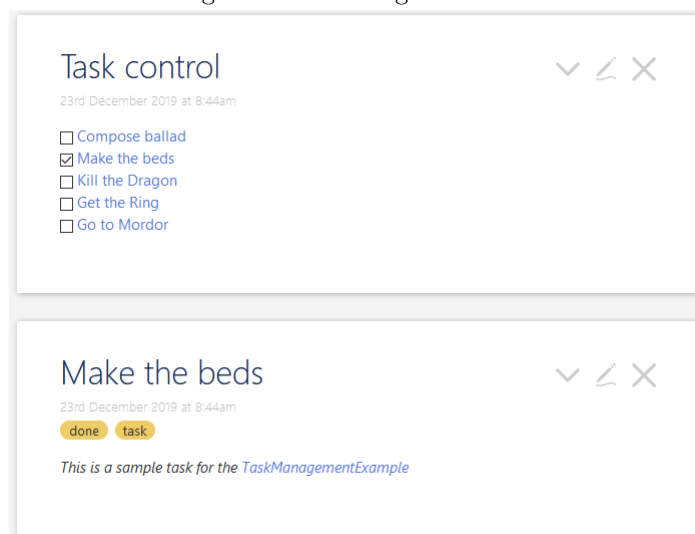 Task control
23rd December 2019 at 8:44am
Compose ballad
Make the beds
Kill the Dragon
Get the Ring
Go to Mordor
Make the beds
23rd December 2019 at 8:44am
done task
This is a sample task for the TaskManagementExample